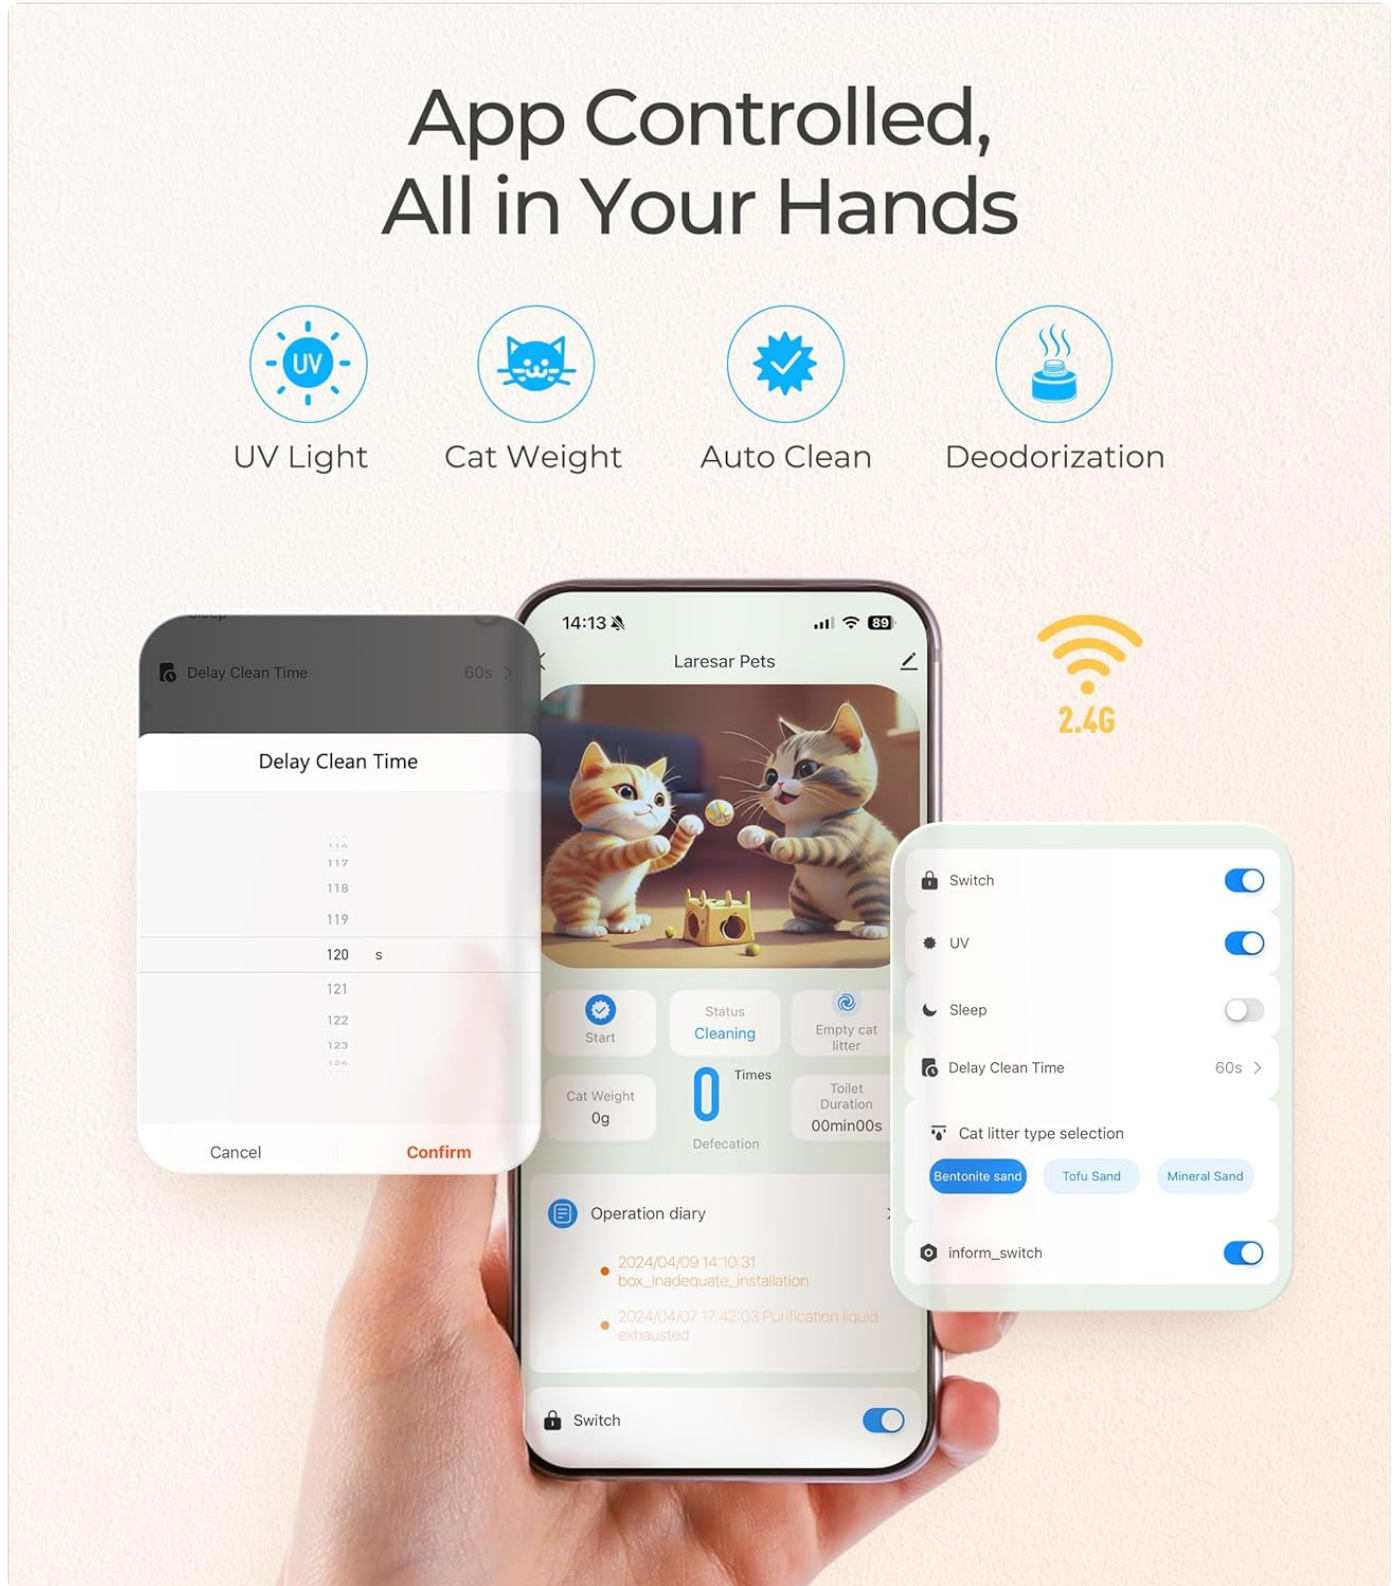 App Controlled,
All in Your Hands
UV
UV Light
Cat Weight
Auto Clean
Deodorization
14:13
89
Laresar Pets
2.4G
Delay Clean Time
60s
Delay Clean Time
116
117
118
119
120 s
121
122
123
124
Cancel
Confirm
Start
Status
Cleaning
Empty cat
litter
Cat Weight
0g
0 Times
Defecation
Toilet
Duration
00min00s
Operation diary
2024/04/09 14:10:31
box_Inadequate_installation
2024/04/07 17:42:03 Purification liquid
exhausted
Switch
Switch
UV
Sleep
Delay Clean Time
60s
Cat litter type selection
Bentonite sand
Tofu Sand
Mineral Sand
inform_switch